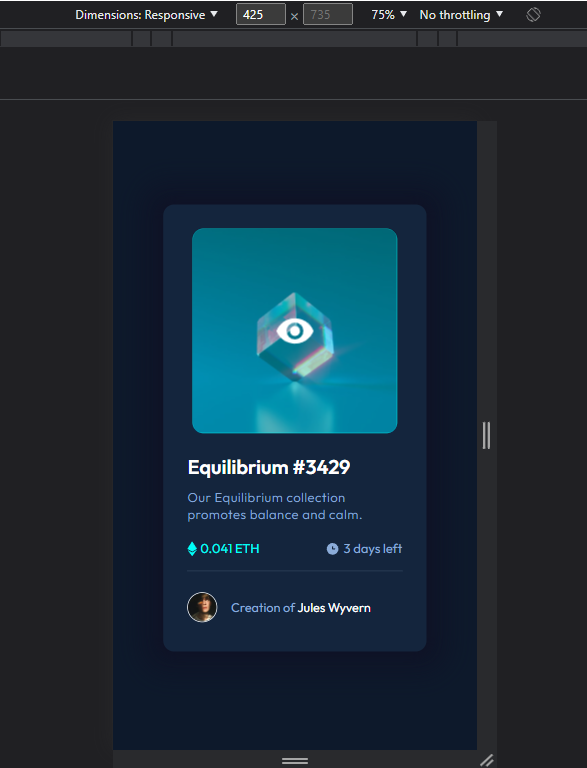 Dimensions: Responsive ▼ 425 × 735 75% ▼ No throttling ▼
Equilibrium #3429
Our Equilibrium collection
promotes balance and calm.
0.041 ETH 3 days left
Creation of Jules Wyvern